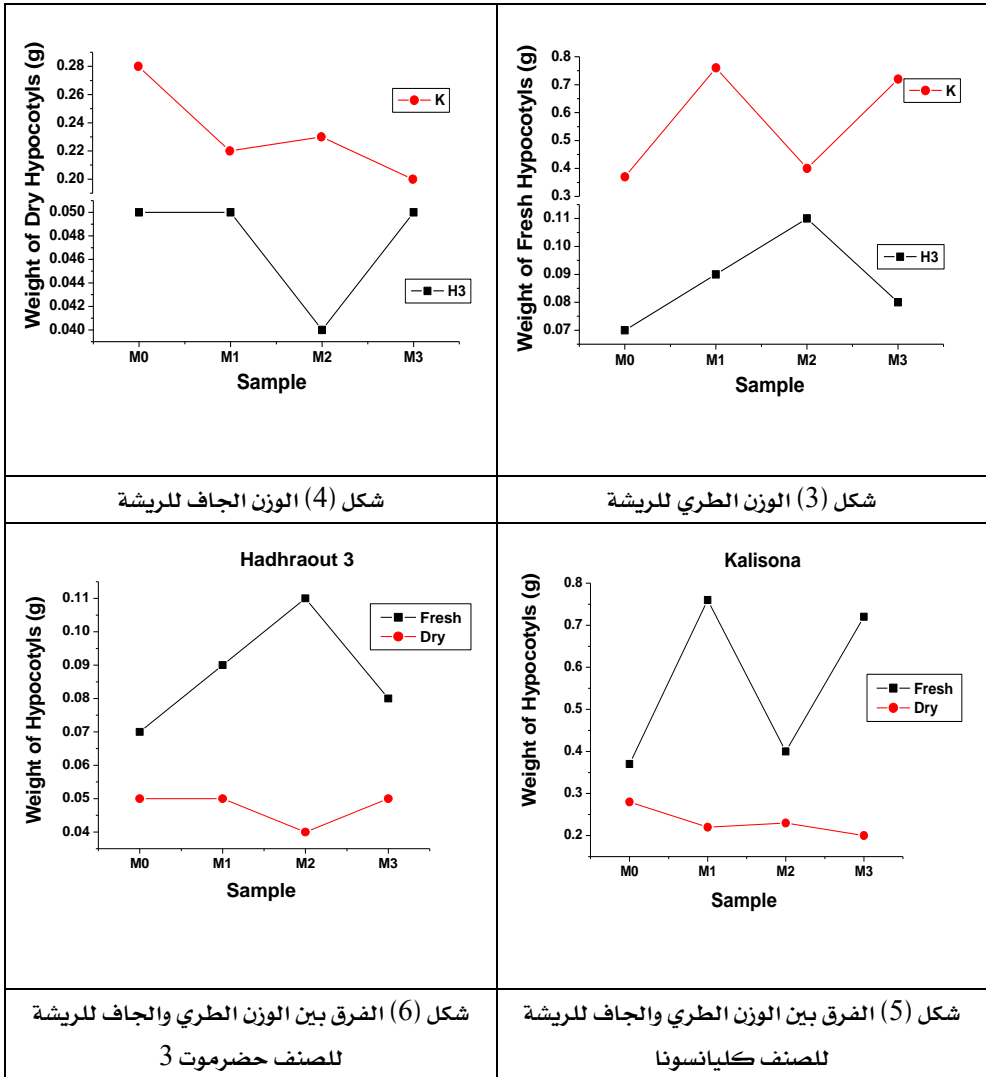 Weight of Fresh Hypocotyls (g)
0.8
0.7
0.6
0.5
0.4
0.3
0.11
0.10
0.09
0.08
0.07
K
H3
M0 M1 M2 M3
Sample
شكل (3) الوزن الطري للريشة
Weight of Dry Hypocotyls (g)
0.28
0.26
0.24
0.22
0.20
0.050
0.048
0.046
0.044
0.042
0.040
K
H3
M0 M1 M2 M3
Sample
شكل (4) الوزن الجاف للريشة
Kalisona
Weight of Hypocotyls (g)
0.8
0.7
0.6
0.5
0.4
0.3
0.2
Fresh
Dry
M0 M1 M2 M3
Sample
شكل (5) الفرق بين الوزن الطري والجاف للريشة
للصنف كليانسونا
Hadhraout 3
Weight of Hypocotyls (g)
0.11
0.10
0.09
0.08
0.07
0.06
0.05
0.04
Fresh
Dry
M0 M1 M2 M3
Sample
شكل (6) الفرق بين الوزن الطري والجاف للريشة
للصنف حضرموت 3